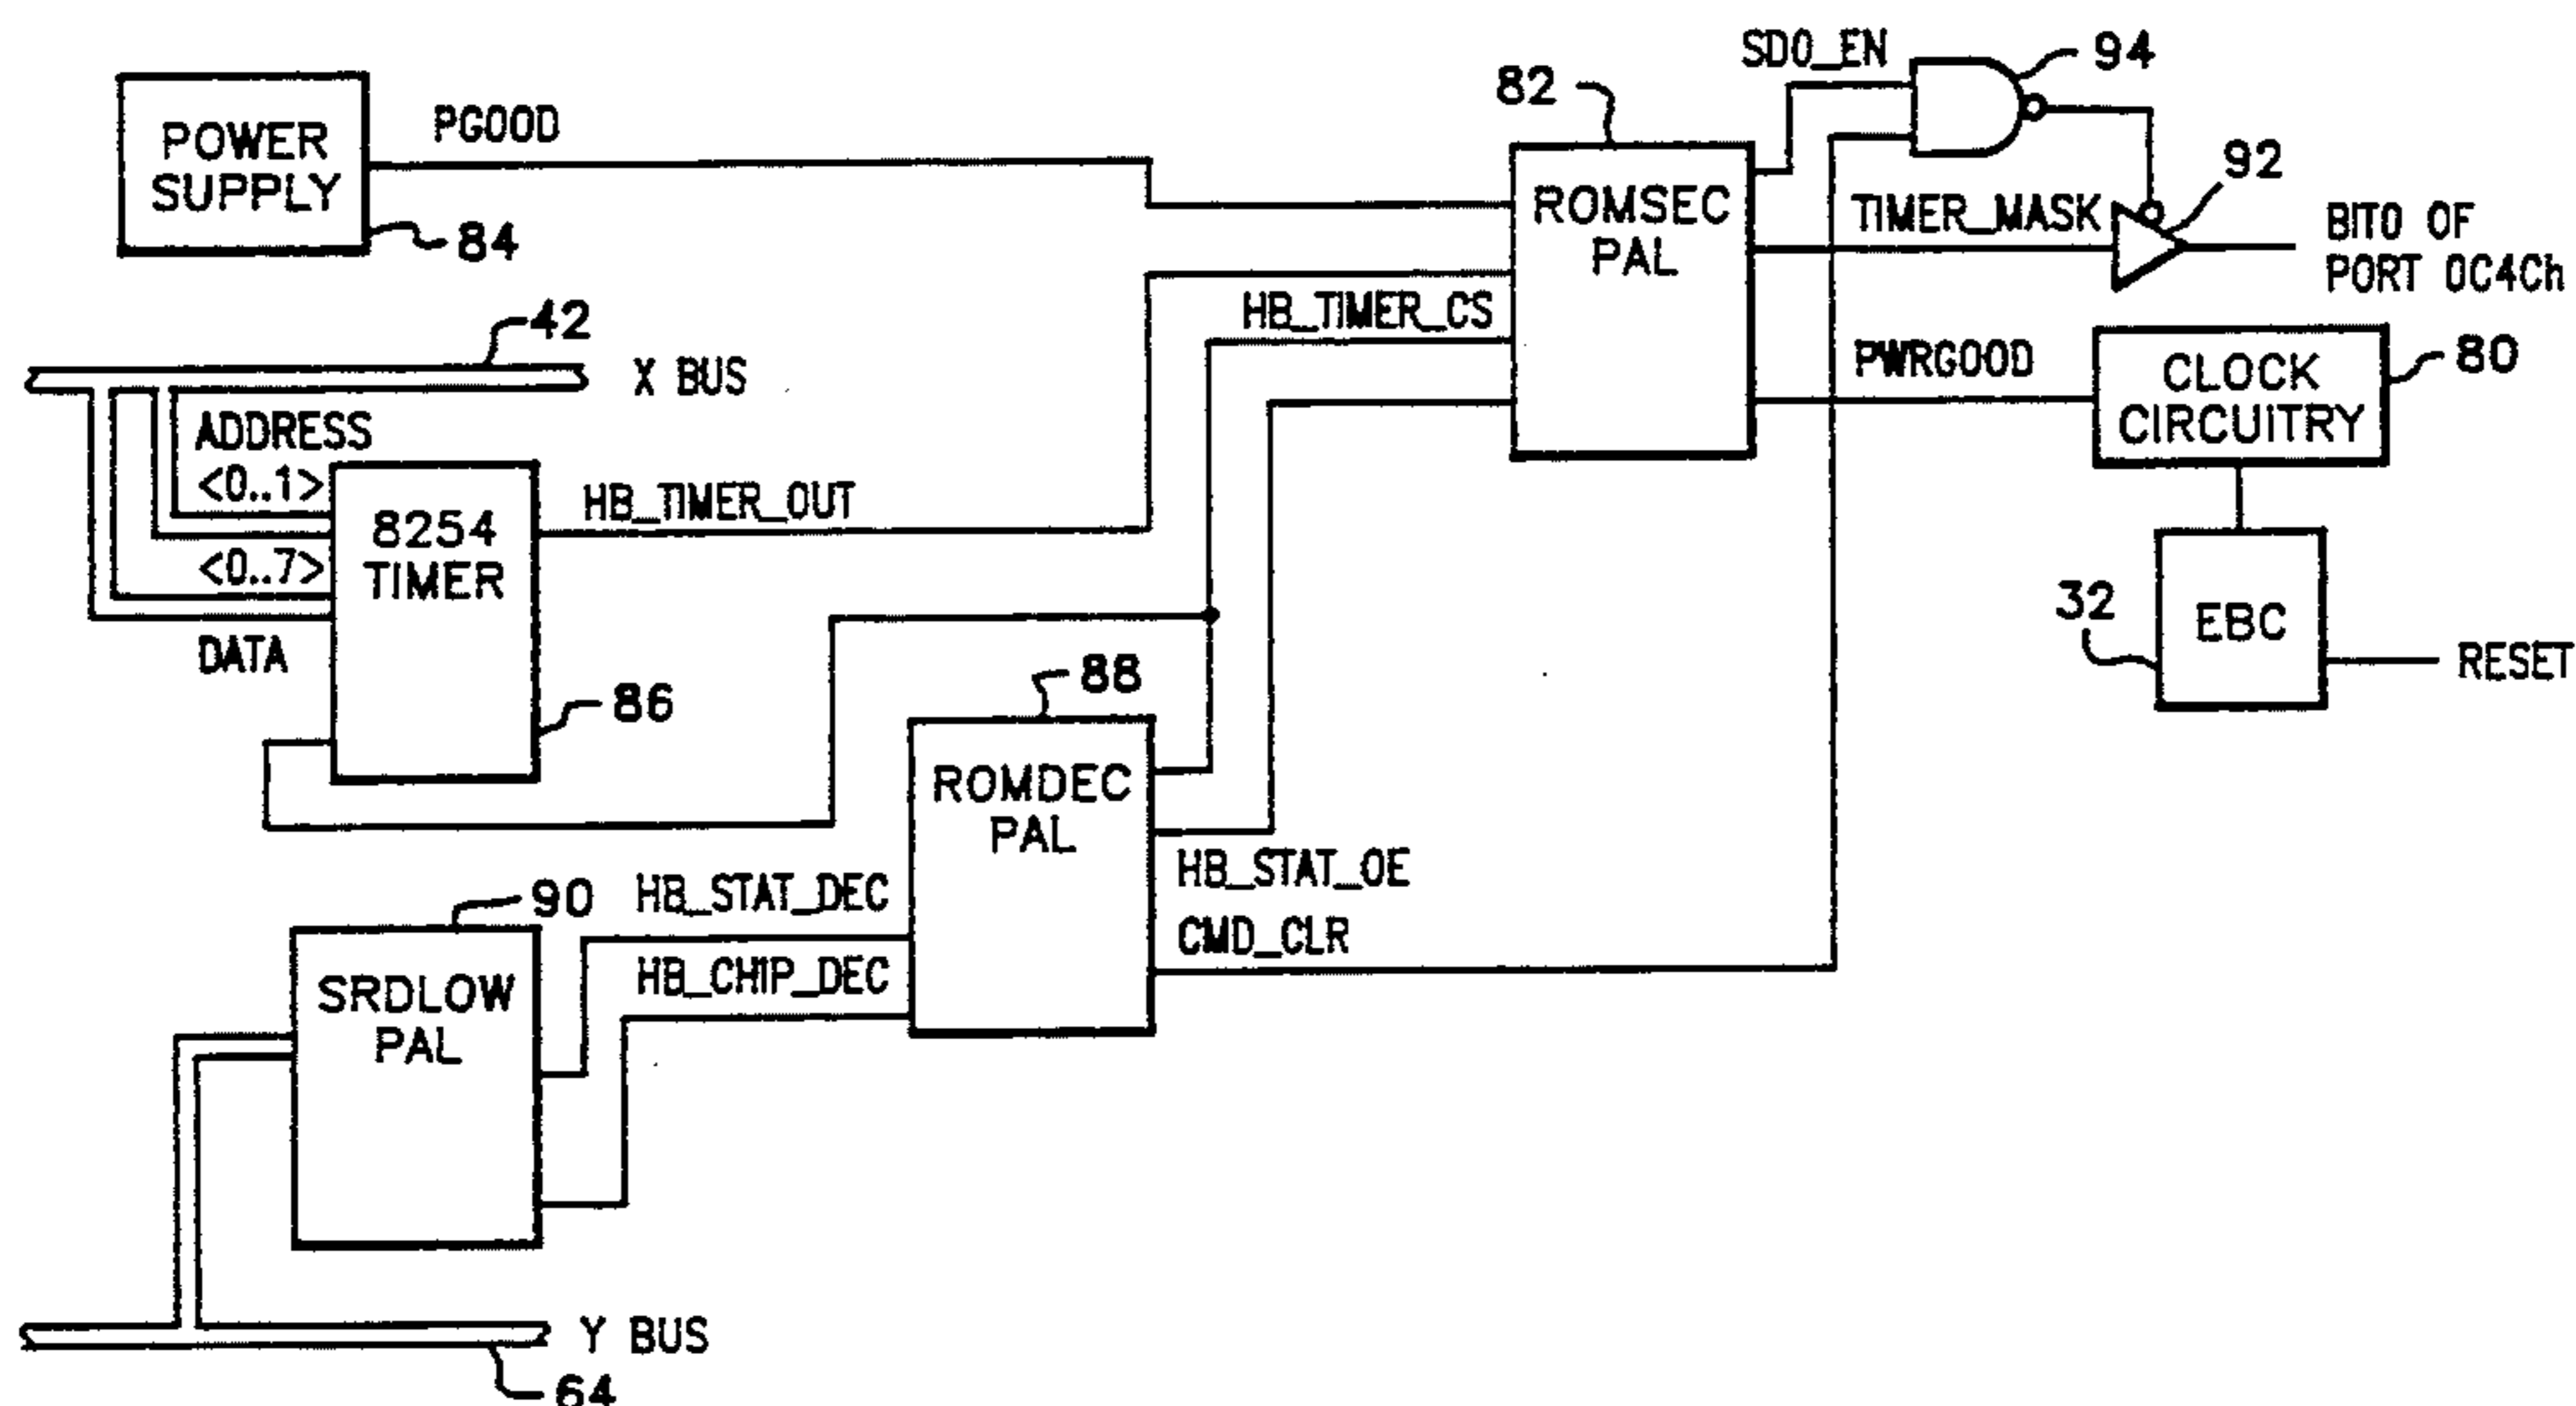 SD0_EN
94
82
POWER
SUPPLY
PGOOD
84
ROMSEC
PAL
92
TIMER_MASK
BIT0 OF
PORT 0C4Ch
42
X BUS
HB_TIMER_CS
PWRGOOD
CLOCK
CIRCUITRY
80
ADDRESS
<0..1>
8254
TIMER
HB_TIMER_OUT
<0..7>
DATA
86
32
EBC
RESET
88
ROMDEC
PAL
HB_STAT_OE
CMD_CLR
90
HB_STAT_DEC
HB_CHIP_DEC
SRDLOW
PAL
Y BUS
64